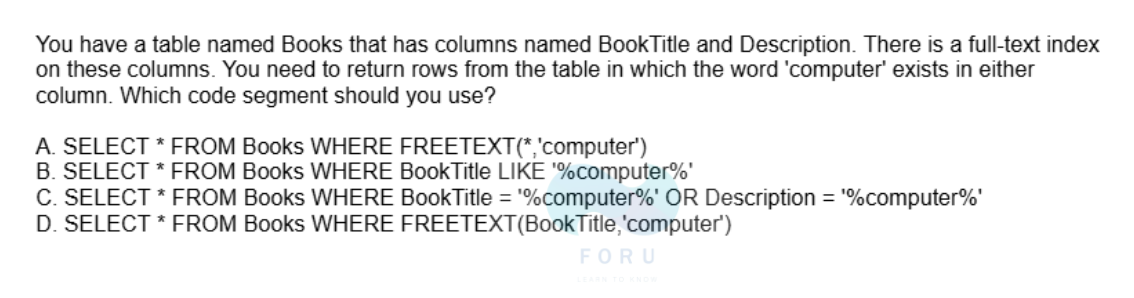 You have a table named Books that has columns named BookTitle and Description. There is a full-text index
on these columns. You need to return rows from the table in which the word 'computer' exists in either
column. Which code segment should you use?
A. SELECT * FROM Books WHERE FREETEXT(*,'computer')
B. SELECT * FROM Books WHERE BookTitle LIKE '%computer%'
C. SELECT * FROM Books WHERE BookTitle = '%computer%' OR Description = '%computer%'
D. SELECT * FROM Books WHERE FREETEXT(BookTitle,'computer')
FORU